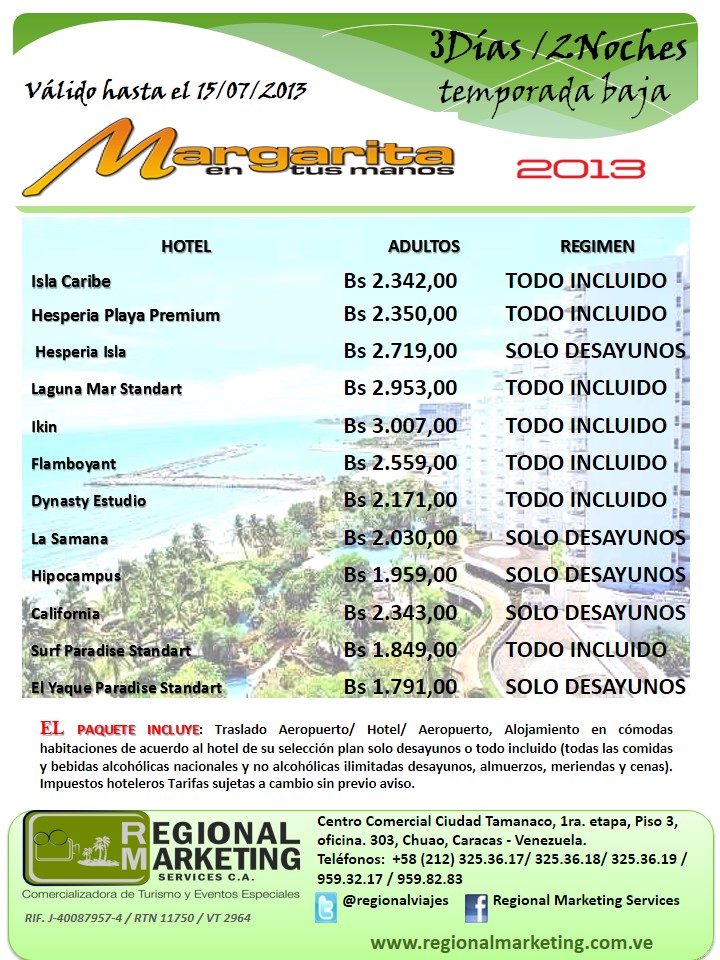 3Días /2Noches
Válido hasta el 15/07/2013
temporada baja
Margarita
en tus manos
2013
HOTEL ADULTOS REGIMEN
Isla Caribe Bs 2.342,00 TODO INCLUIDO
Hesperia Playa Premium Bs 2.350,00 TODO INCLUIDO
Hesperia Isla Bs 2.719,00 SOLO DESAYUNOS
Laguna Mar Standart Bs 2.953,00 TODO INCLUIDO
Ikin Bs 3.007,00 TODO INCLUIDO
Flamboyant Bs 2.559,00 TODO INCLUIDO
Dynasty Estudio Bs 2.171,00 TODO INCLUIDO
La Samana Bs 2.030,00 SOLO DESAYUNOS
Hipocampus Bs 1.959,00 SOLO DESAYUNOS
California Bs 2.343,00 SOLO DESAYUNOS
Surf Paradise Standart Bs 1.849,00 TODO INCLUIDO
El Yaque Paradise Standart Bs 1.791,00 SOLO DESAYUNOS
EL PAQUETE INCLUYE: Traslado Aeropuerto/ Hotel/ Aeropuerto, Alojamiento en cómodas
habitaciones de acuerdo al hotel de su selección plan solo desayunos o todo incluido (todas las comidas
y bebidas alcohólicas nacionales y no alcohólicas ilimitadas desayunos, almuerzos, meriendas y cenas).
Impuestos hoteleros Tarifas sujetas a cambio sin previo aviso.
REGIONAL
MARKETING
SERVICES C.A.
Comercializadora de Turismo y Eventos Especiales
RIF. J-40087957-4 / RTN 11750 / VT 2964
Centro Comercial Ciudad Tamanaco, 1ra. etapa, Piso 3,
oficina. 303, Chuao, Caracas - Venezuela.
Teléfonos: +58 (212) 325.36.17/ 325.36.18/ 325.36.19 /
959.32.17 / 959.82.83
@regionalviajes Regional Marketing Services
www.regionalmarketing.com.ve